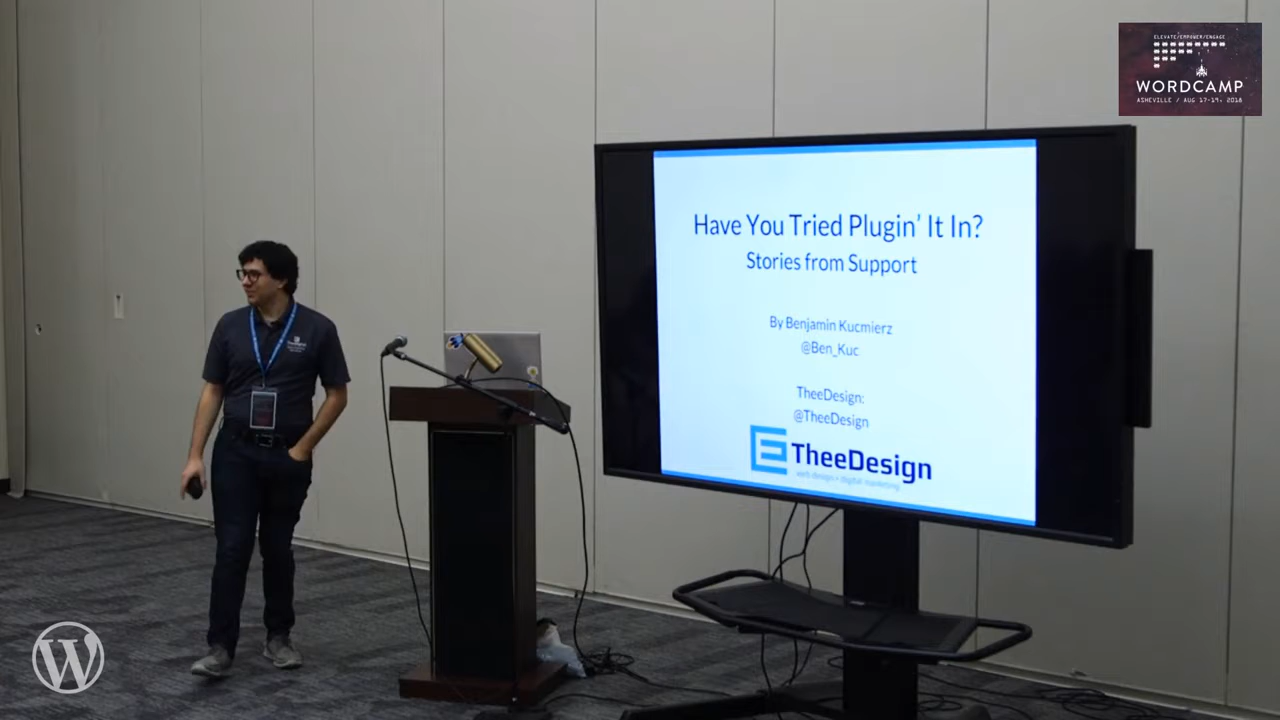 ELEVATE/EMPOWER/ENGAGE
WORDCAMP
ASHEVILLE / AUG 17-19, 2018
Have You Tried Plugin’ It In?
Stories from Support
By Benjamin Kucmierz
@Ben_Kuc
TheeDesign:
@TheeDesign
TheeDesign
web design + digital marketing